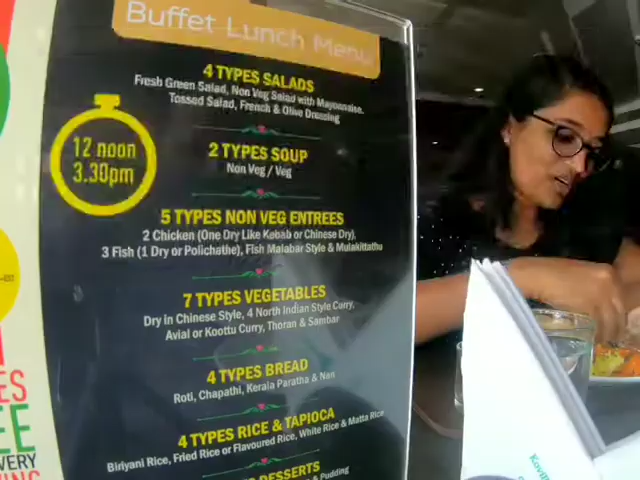 Buffet Lunch Menu
12 noon
3.30pm
4 TYPES SALADS
Fresh Green Salad, Non Veg Salad with Mayonnaise,
Tossed Salad, French & Olive Dressing
2 TYPES SOUP
Non Veg / Veg
5 TYPES NON VEG ENTREES
2 Chicken (One Dry Like Kebab or Chinese Dry),
3 Fish (1 Dry or Polichathe), Fish Malabar Style & Mulakittathu
7 TYPES VEGETABLES
Dry in Chinese Style, 4 North Indian Style Curry,
Avial or Koottu Curry, Thoran & Sambar
4 TYPES BREAD
Roti, Chapathi, Kerala Paratha & Nan
4 TYPES RICE & TAPIOCA
Biriyani Rice, Fried Rice or Flavoured Rice, White Rice & Matta Rice
DESSERTS
& Pudding